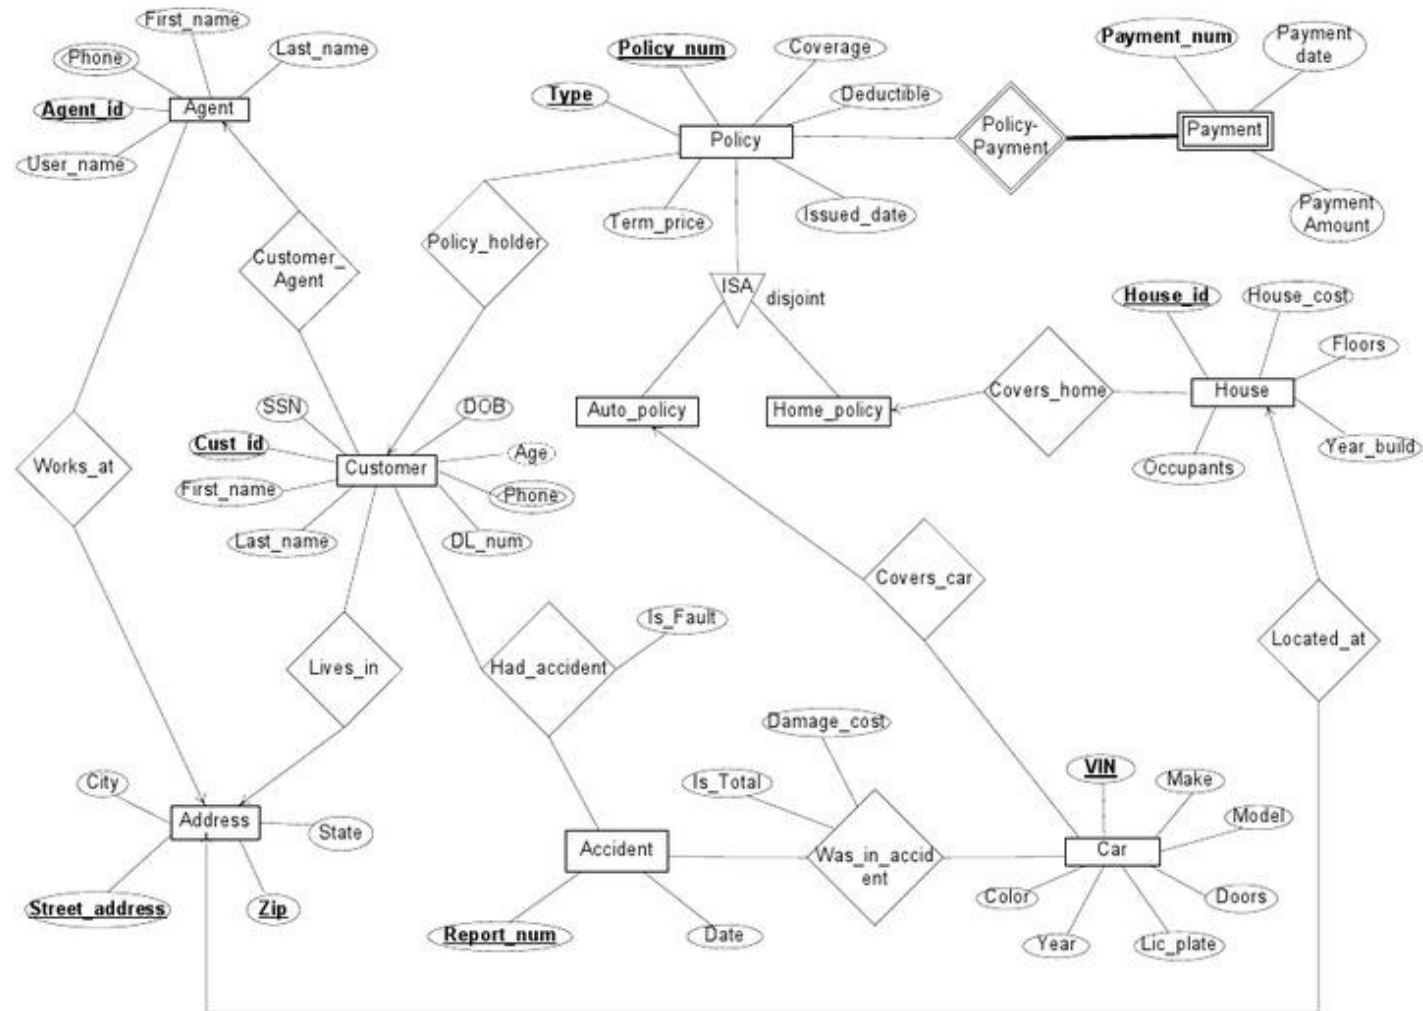 First_name
Phone
Last_name
Agent_id
Agent
User_name
Policy_num
Coverage
Type
Deductible
Policy
Term_price
Issued_date
Policy-
Payment
Payment_num
Payment
date
Payment
Payment
Amount
Customer_
Agent
Policy_holder
ISA
disjoint
House_id
House_cost
Floors
House
Year_build
Occupants
Covers_home
Auto_policy
Home_policy
SSN
DOB
Cust_id
Age
Customer
First_name
Phone
Last_name
DL_num
Works_at
Covers_car
Is_Fault
Lives_in
Had_accident
Located_at
Damage_cost
Is_Total
City
Address
State
Street_address
Zip
Accident
Report_num
Date
Was_in_accid
ent
VIN
Make
Model
Car
Color
Doors
Year
Lic_plate